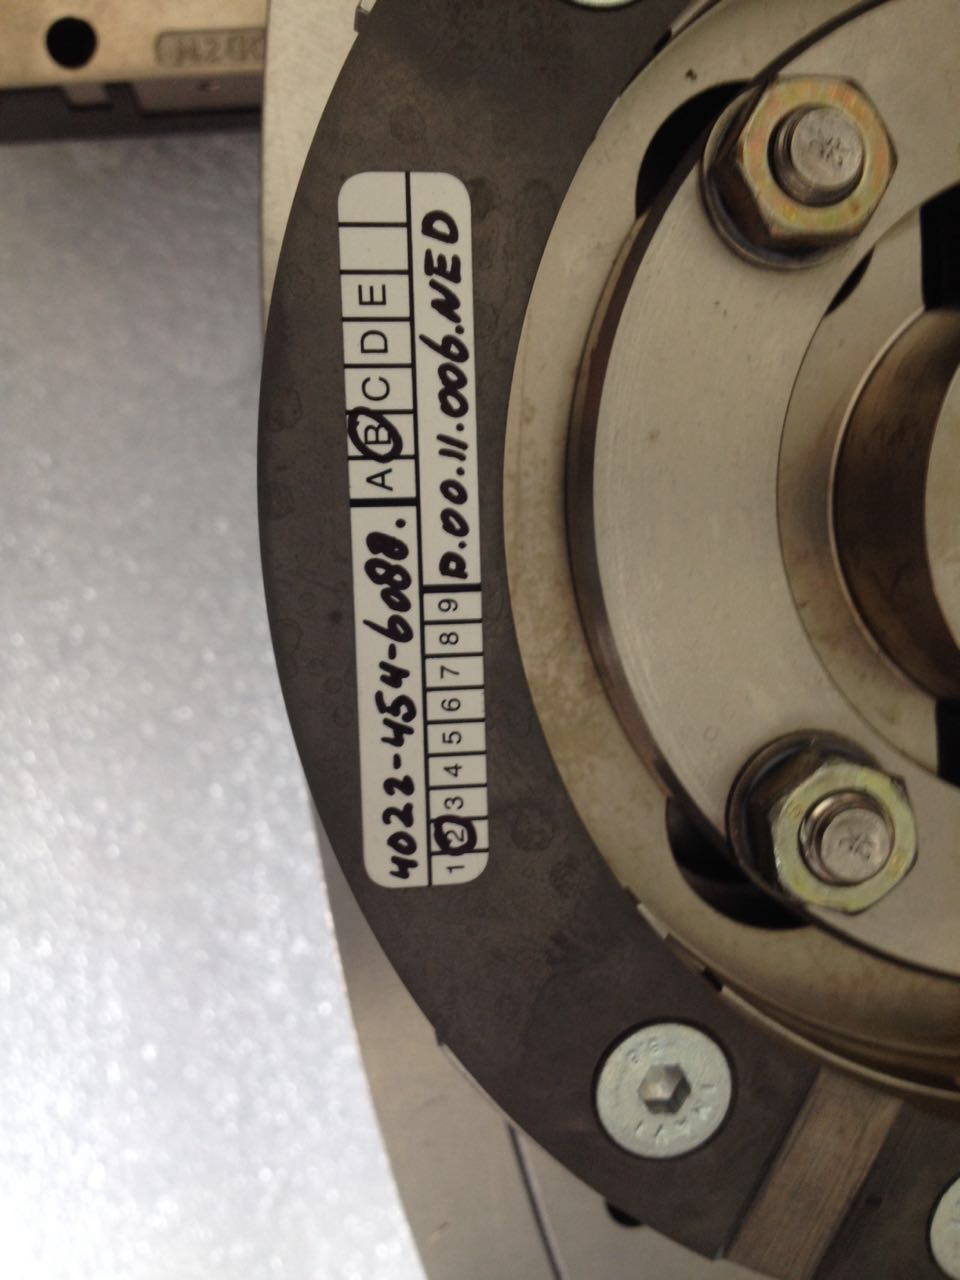 4022-454-6088. A B C D E
1 2 3 4 5 6 7 8 9 D.00.11.006.NED